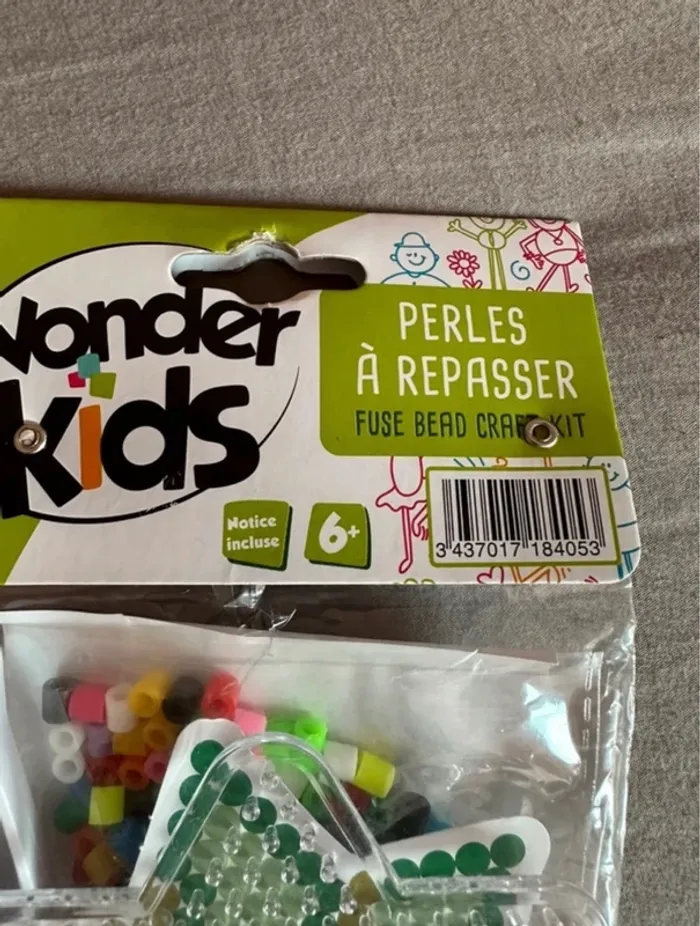 Wonder
kids
PERLES
À REPASSER
FUSE BEAD CRAFT KIT
Notice
incluse
6+
3 437017 184053